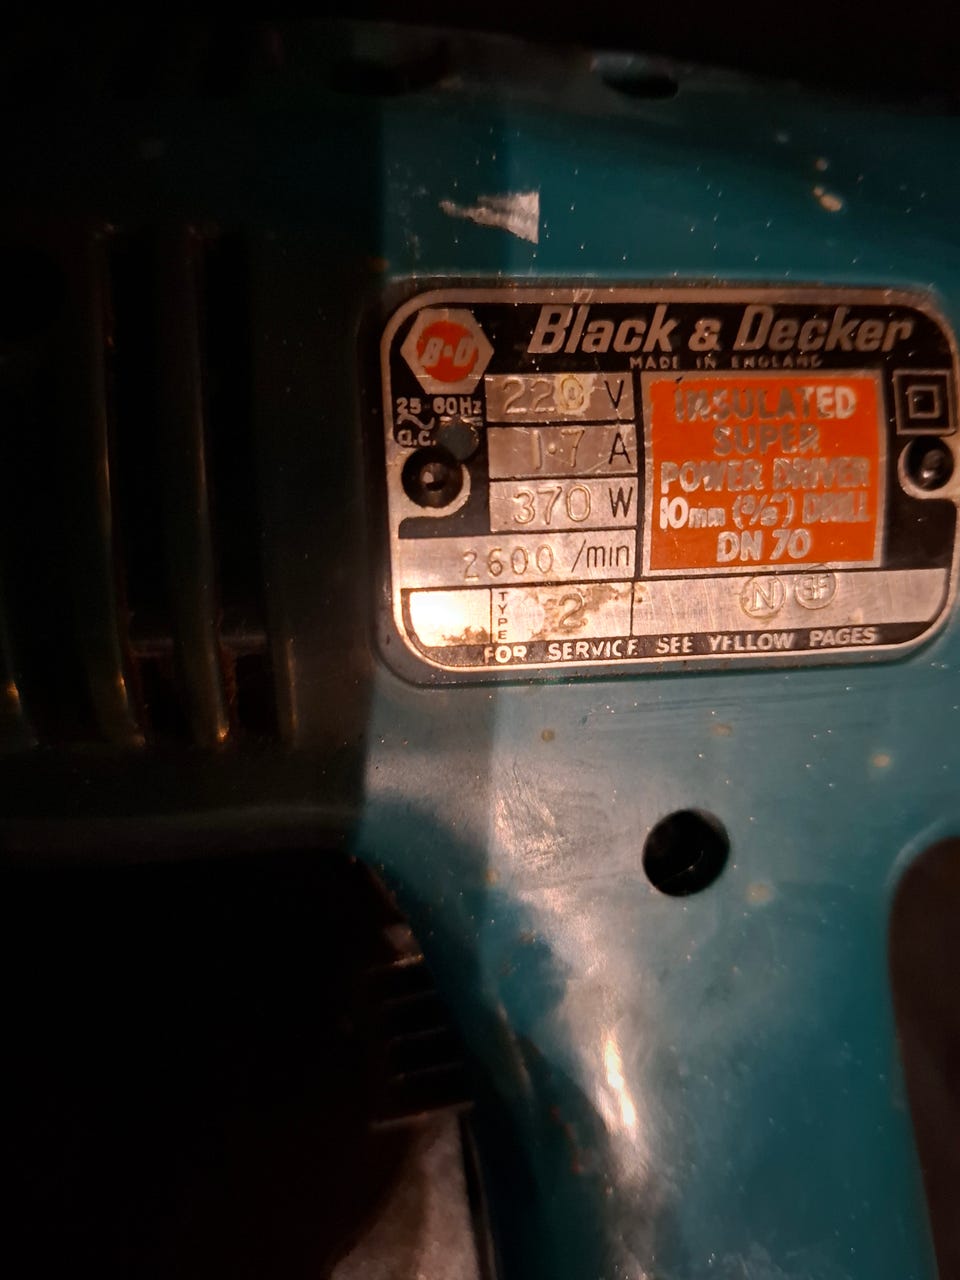 B&D
Black & Decker
MADE IN ENGLAND
25-60Hz
a.c.
220 V
1.7 A
370 W
2600 /min
TYPE 2
INSULATED
SUPER
POWER DRIVER
10mm (3/8") DRILL
DN 70
N
FOR SERVICE SEE YELLOW PAGES